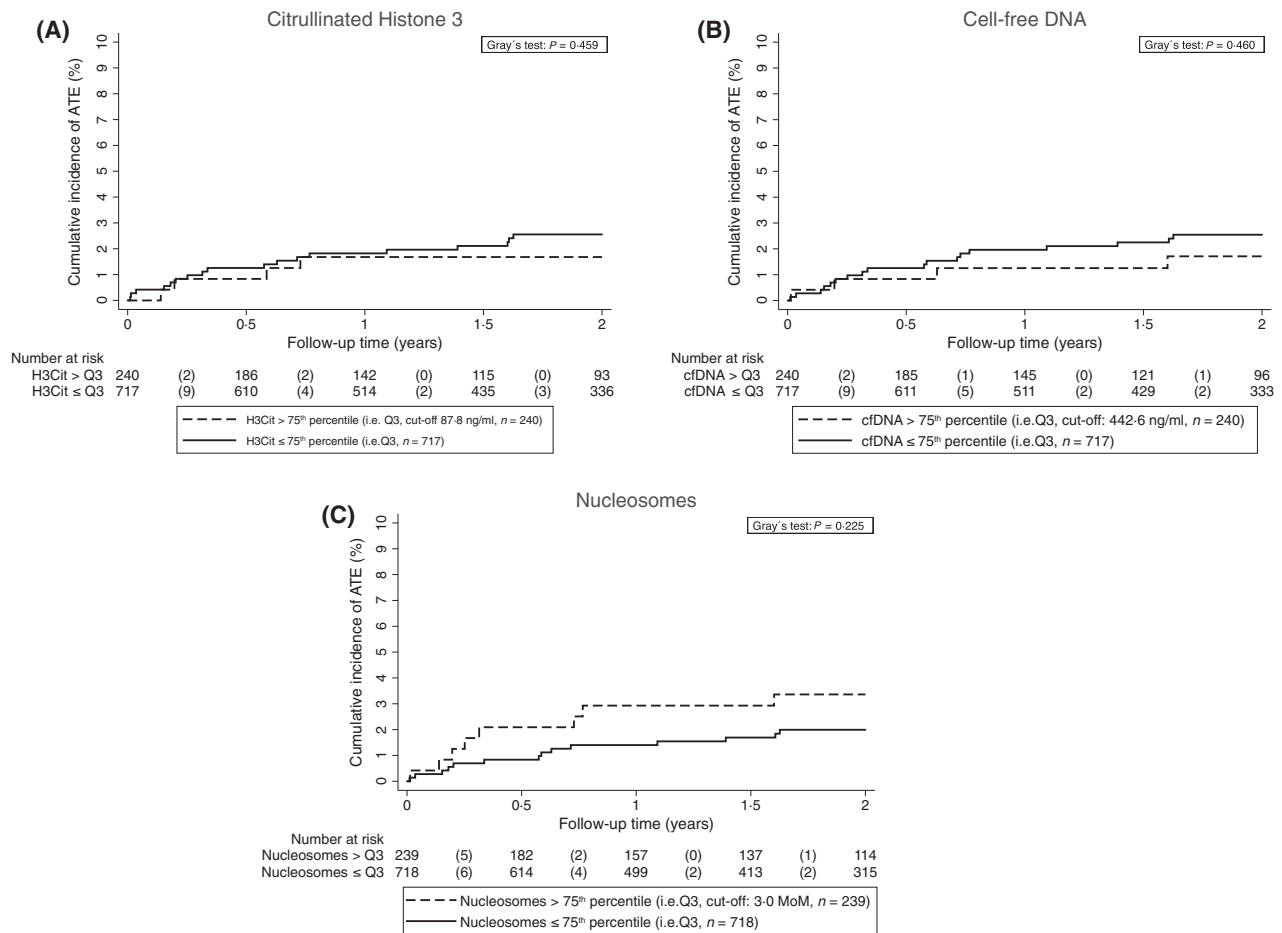 (A)
Citrullinated Histone 3
Gray´s test: P = 0·459
Cumulative incidence of ATE (%)
10
9
8
7
6
5
4
3
2
1
0
0 0·5 1 1·5 2
Follow-up time (years)
Number at risk
H3Cit > Q3 240 (2) 186 (2) 142 (0) 115 (0) 93
H3Cit ≤ Q3 717 (9) 610 (4) 514 (2) 435 (3) 336
H3Cit > 75th percentile (i.e. Q3, cut-off 87·8 ng/ml, n = 240)
H3Cit ≤ 75th percentile (i.e. Q3, n = 717)
(B)
Cell-free DNA
Gray´s test: P = 0·460
Cumulative incidence of ATE (%)
10
9
8
7
6
5
4
3
2
1
0
0 0·5 1 1·5 2
Follow-up time (years)
Number at risk
cfDNA > Q3 240 (2) 185 (1) 145 (0) 121 (1) 96
cfDNA ≤ Q3 717 (9) 611 (5) 511 (2) 429 (2) 333
cfDNA > 75th percentile (i.e.Q3, cut-off: 442·6 ng/ml, n = 240)
cfDNA ≤ 75th percentile (i.e.Q3, n = 717)
(C)
Nucleosomes
Gray´s test: P = 0·225
Cumulative incidence of ATE (%)
10
9
8
7
6
5
4
3
2
1
0
0 0·5 1 1·5 2
Follow-up time (years)
Number at risk
Nucleosomes > Q3 239 (5) 182 (2) 157 (0) 137 (1) 114
Nucleosomes ≤ Q3 718 (6) 614 (4) 499 (2) 413 (2) 315
Nucleosomes > 75th percentile (i.e.Q3, cut-off: 3·0 MoM, n = 239)
Nucleosomes ≤ 75th percentile (i.e.Q3, n = 718)